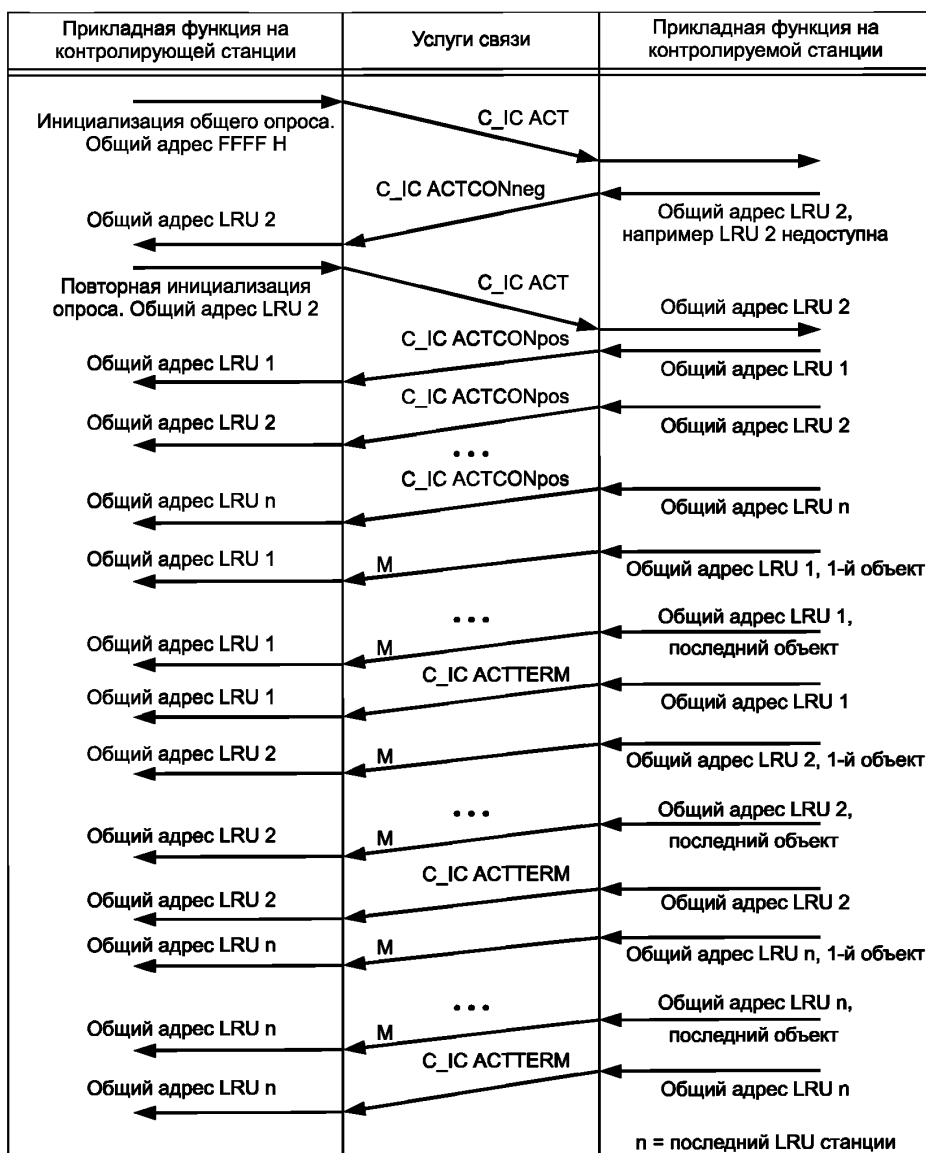 Прикладная функция на
контролирующей станции
Услуги связи
Прикладная функция на
контролируемой станции
Инициализация общего опроса.
Общий адрес FFFF H
C_IC ACT
C_IC ACTCONneg
Общий адрес LRU 2
Общий адрес LRU 2,
например LRU 2 недоступна
Повторная инициализация
опроса. Общий адрес LRU 2
C_IC ACT
Общий адрес LRU 2
C_IC ACTCONpos
Общий адрес LRU 1
Общий адрес LRU 1
C_IC ACTCONpos
Общий адрес LRU 2
Общий адрес LRU 2
...
C_IC ACTCONpos
Общий адрес LRU n
Общий адрес LRU n
Общий адрес LRU 1
M
Общий адрес LRU 1, 1-й объект
...
Общий адрес LRU 1,
последний объект
Общий адрес LRU 1
M
C_IC ACTTERM
Общий адрес LRU 1
Общий адрес LRU 1
Общий адрес LRU 2
M
Общий адрес LRU 2, 1-й объект
...
Общий адрес LRU 2,
последний объект
Общий адрес LRU 2
M
C_IC ACTTERM
Общий адрес LRU 2
Общий адрес LRU 2
Общий адрес LRU n
M
Общий адрес LRU n, 1-й объект
...
Общий адрес LRU n,
последний объект
Общий адрес LRU n
M
C_IC ACTTERM
Общий адрес LRU n
Общий адрес LRU n
n = последний LRU станции